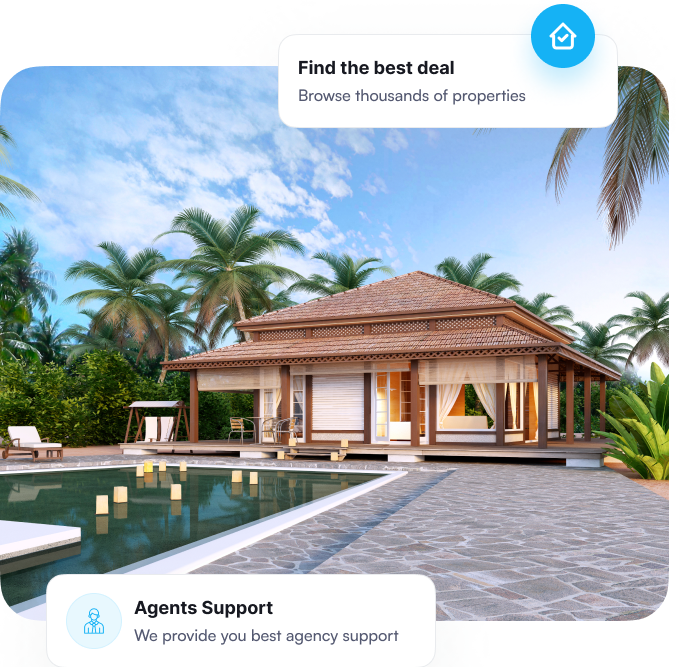 Find the best deal
Browse thousands of properties
Agents Support
We provide you best agency support